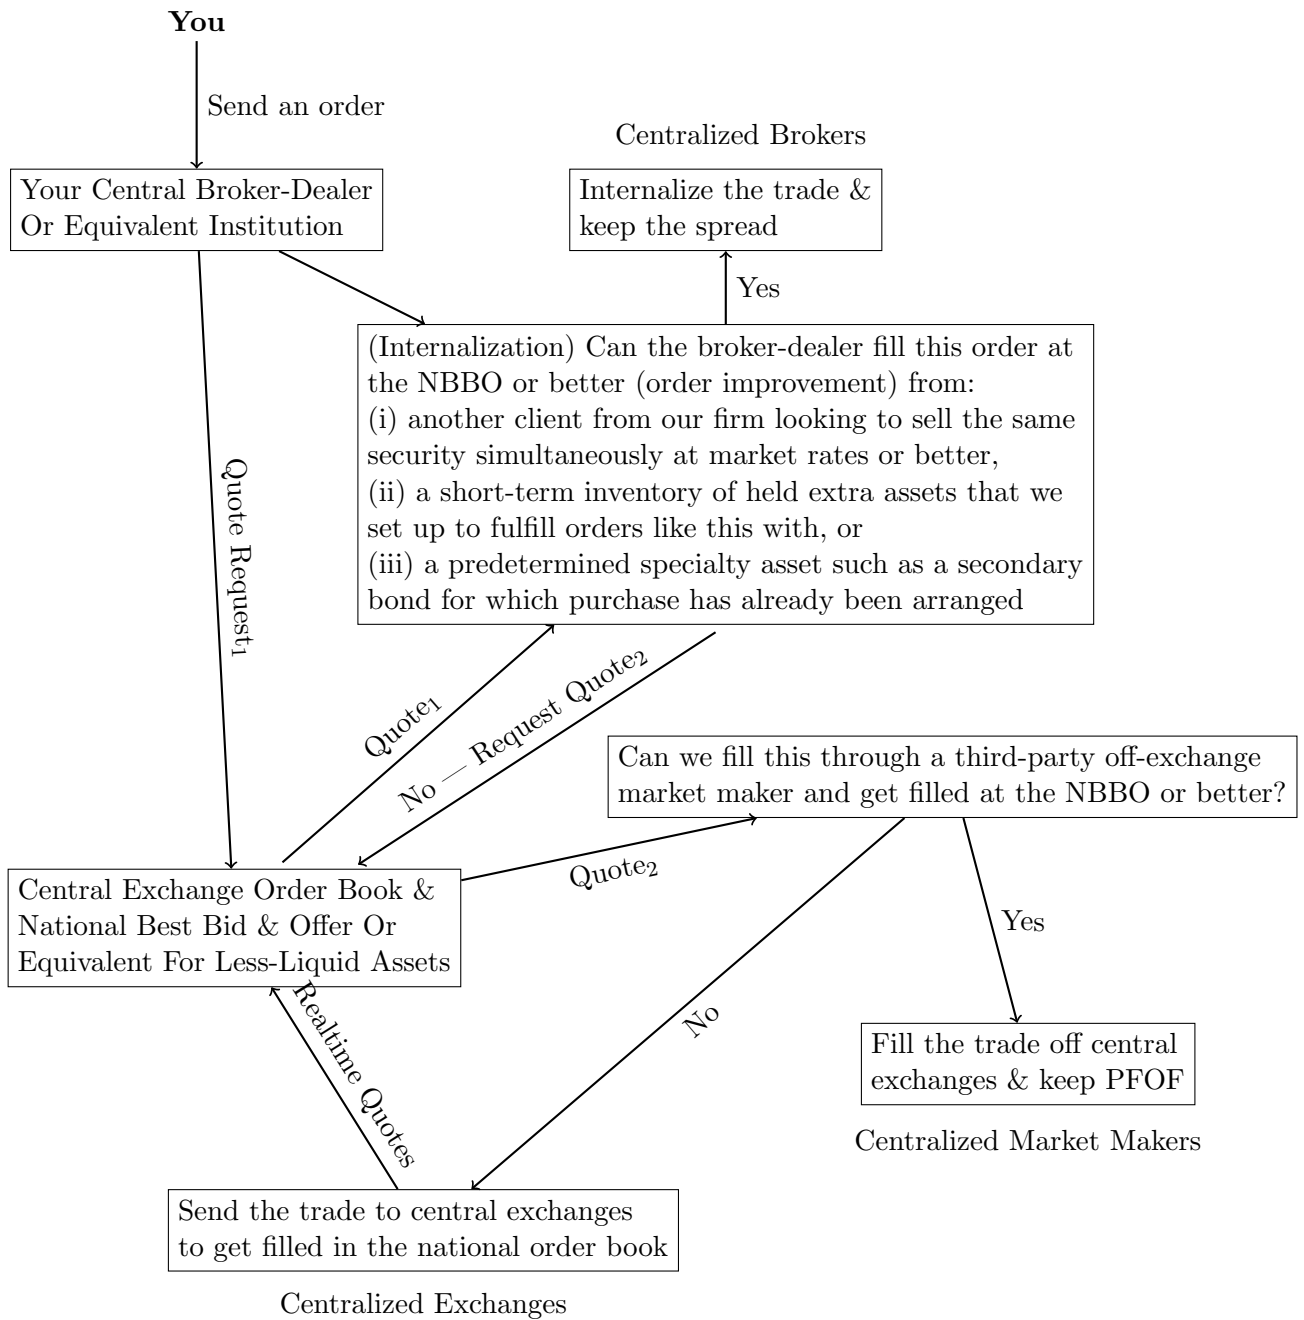 You
Send an order
Centralized Brokers
Your Central Broker-Dealer
Or Equivalent Institution
Internalize the trade &
keep the spread
Yes
(Internalization) Can the broker-dealer fill this order at
the NBBO or better (order improvement) from:
(i) another client from our firm looking to sell the same
security simultaneously at market rates or better,
(ii) a short-term inventory of held extra assets that we
set up to fulfill orders like this with, or
(iii) a predetermined specialty asset such as a secondary
bond for which purchase has already been arranged
Quote Request₁
Quote₁
No — Request Quote₂
Can we fill this through a third-party off-exchange
market maker and get filled at the NBBO or better?
Quote₂
Central Exchange Order Book &
National Best Bid & Offer Or
Equivalent For Less-Liquid Assets
Yes
No
Realtime Quotes
Fill the trade off central
exchanges & keep PFOF
Centralized Market Makers
Send the trade to central exchanges
to get filled in the national order book
Centralized Exchanges